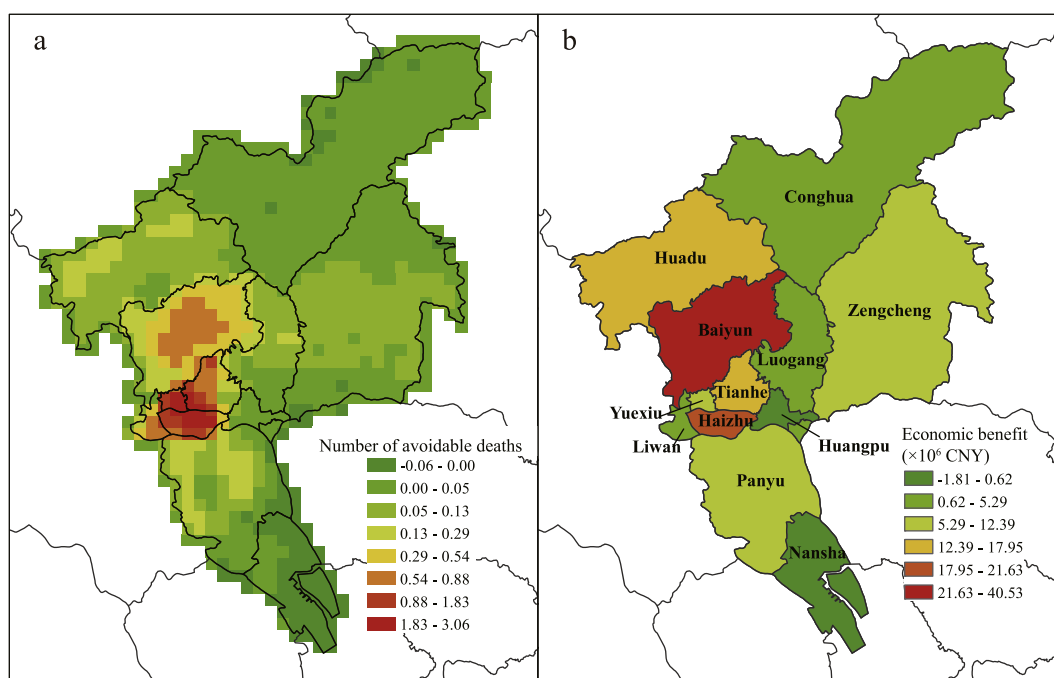 a
Number of avoidable deaths
-0.06 - 0.00
0.00 - 0.05
0.05 - 0.13
0.13 - 0.29
0.29 - 0.54
0.54 - 0.88
0.88 - 1.83
1.83 - 3.06
b
Conghua
Huadu
Zengcheng
Baiyun
Luogang
Tianhe
Yuexiu
Haizhu
Liwan
Huangpu
Panyu
Nansha
Economic benefit
(×10⁶ CNY)
-1.81 - 0.62
0.62 - 5.29
5.29 - 12.39
12.39 - 17.95
17.95 - 21.63
21.63 - 40.53